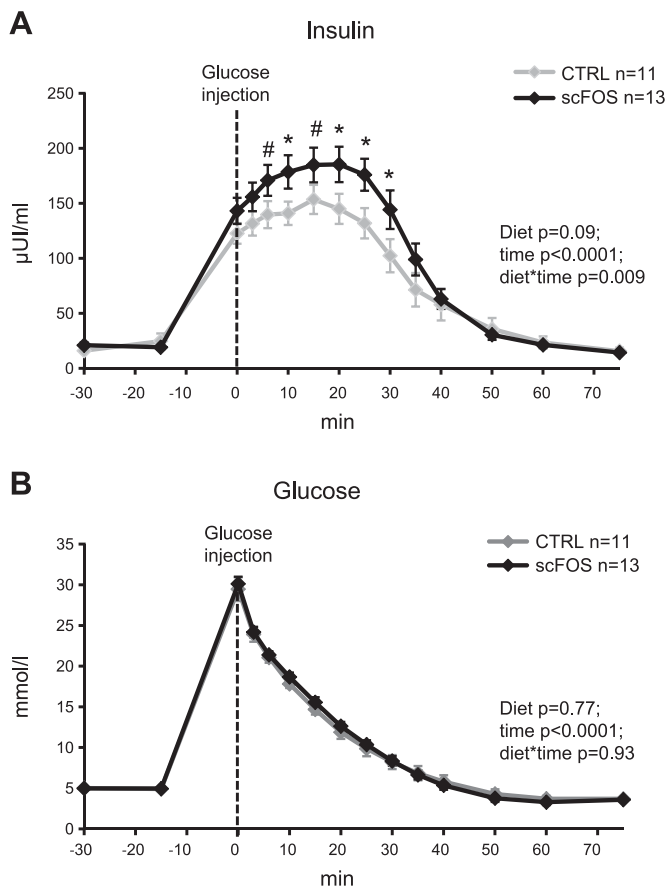 A
Insulin
Glucose
injection
CTRL n=11
scFOS n=13
250
200
150
100
50
0
µUI/ml
# * # * * *
Diet p=0.09;
time p<0.0001;
diet*time p=0.009
-30 -20 -10 0 10 20 30 40 50 60 70
min
B
Glucose
Glucose
injection
CTRL n=11
scFOS n=13
35
30
25
20
15
10
5
0
mmol/l
Diet p=0.77;
time p<0.0001;
diet*time p=0.93
-30 -20 -10 0 10 20 30 40 50 60 70
min